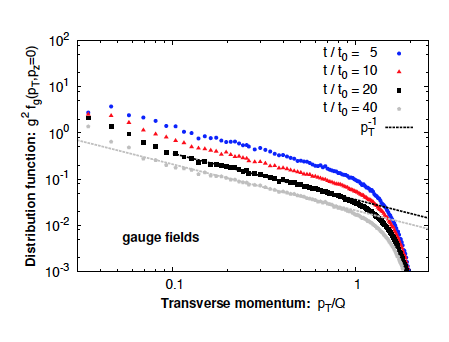 10^2
10^1
10^0
10^-1
10^-2
10^-3
Distribution function: g^2 f_g(p_T,p_z=0)
t / t_0 = 5
t / t_0 = 10
t / t_0 = 20
t / t_0 = 40
p_T^-1
gauge fields
0.1 1
Transverse momentum: p_T/Q